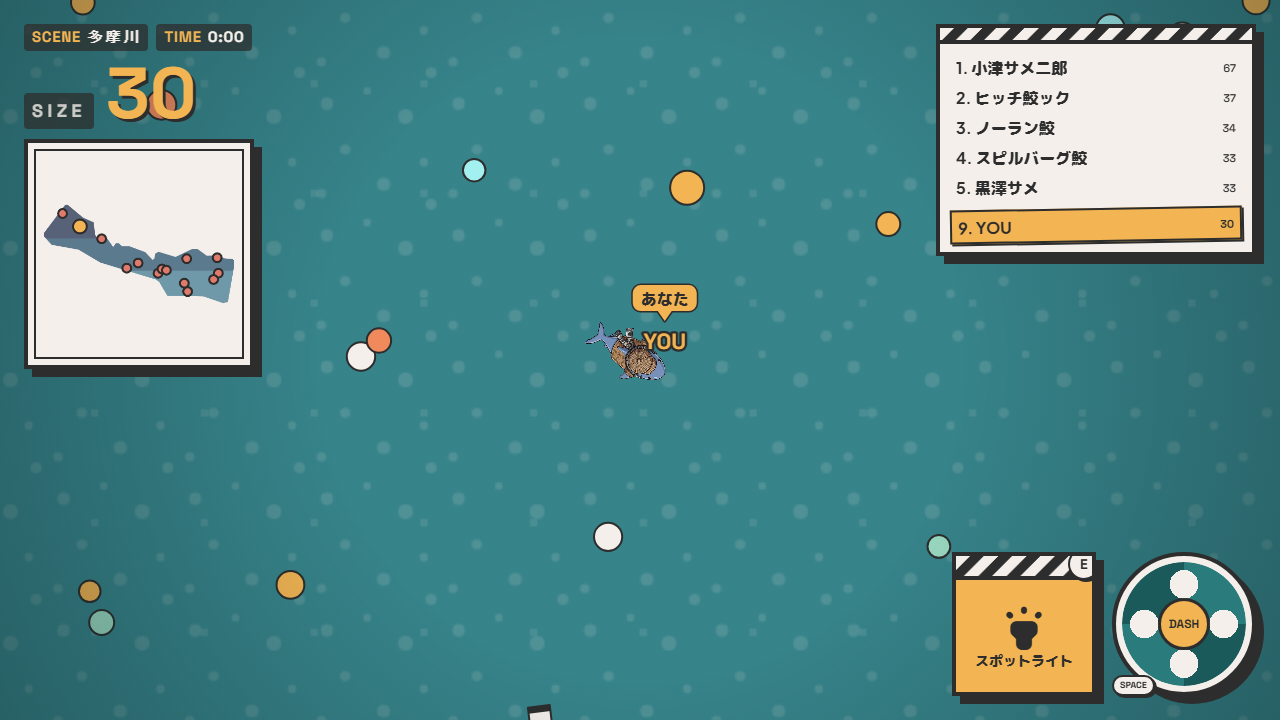 SCENE 多摩川
TIME 0:00
SIZE 30
1. 小津サメ二郎 67
2. ヒッチ鮫ック 37
3. ノーラン鮫 34
4. スピルバーグ鮫 33
5. 黒澤サメ 33
9. YOU 30
あなた
YOU
E
スポットライト
DASH
SPACE